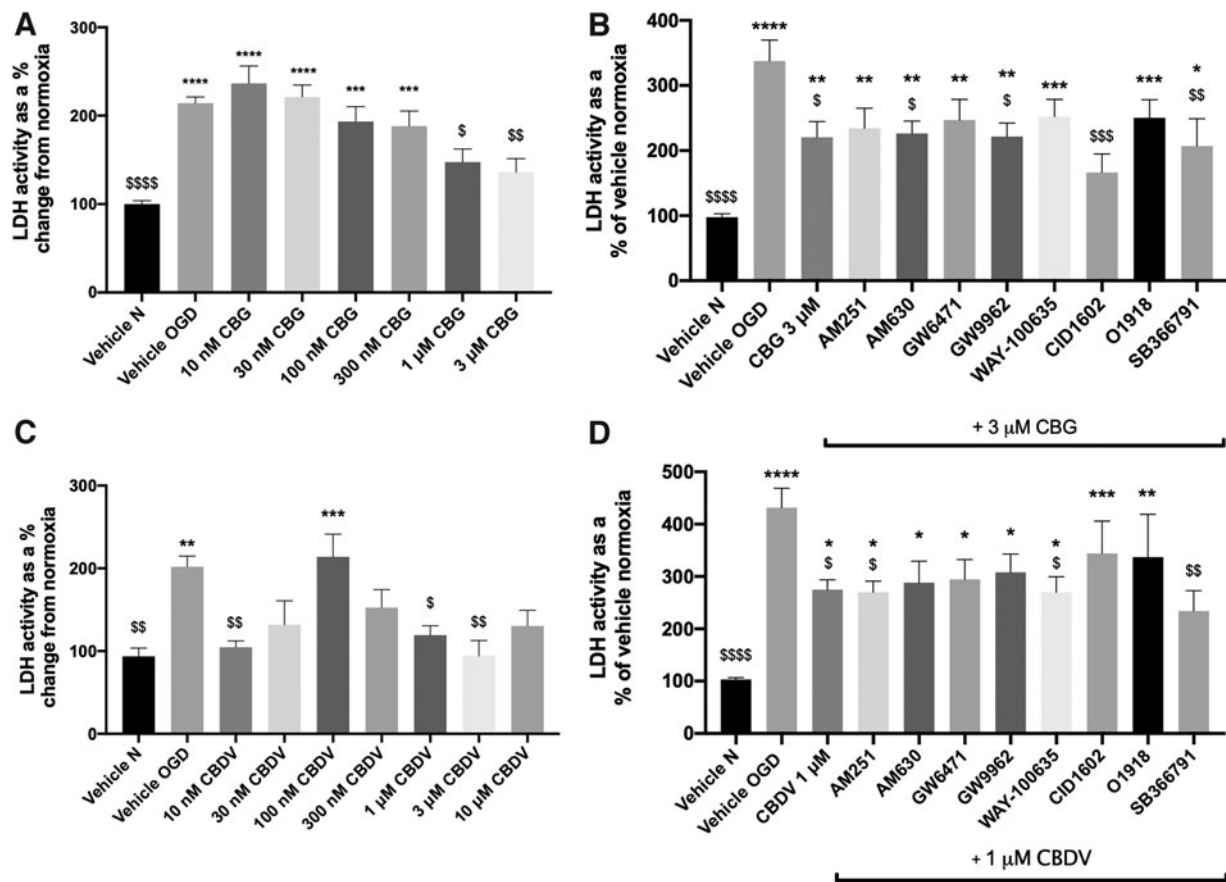 A
LDH activity as a %
change from normoxia
300
200
100
0
$$$$
****
****
****
***
***
$
$$
Vehicle N
Vehicle OGD
10 nM CBG
30 nM CBG
100 nM CBG
300 nM CBG
1 µM CBG
3 µM CBG
B
LDH activity as a
% of vehicle normoxia
400
300
200
100
0
$$$$
****
**
$
**
**
$
**
**
$
***
$$$
***
*
$$
Vehicle N
Vehicle OGD
CBG 3 µM
AM251
AM630
GW6471
GW9962
WAY-100635
CID1602
O1918
SB366791
+ 3 µM CBG
C
LDH activity as a %
change from normoxia
300
200
100
0
$$
**
$$
***
$
$$
Vehicle N
Vehicle OGD
10 nM CBDV
30 nM CBDV
100 nM CBDV
300 nM CBDV
1 µM CBDV
3 µM CBDV
10 µM CBDV
D
LDH activity as a
% of vehicle normoxia
500
400
300
200
100
0
$$$$
****
*
$
*
$
*
*
*
*
$
***
**
$$
Vehicle N
Vehicle OGD
CBDV 1 µM
AM251
AM630
GW6471
GW9962
WAY-100635
CID1602
O1918
SB366791
+ 1 µM CBDV